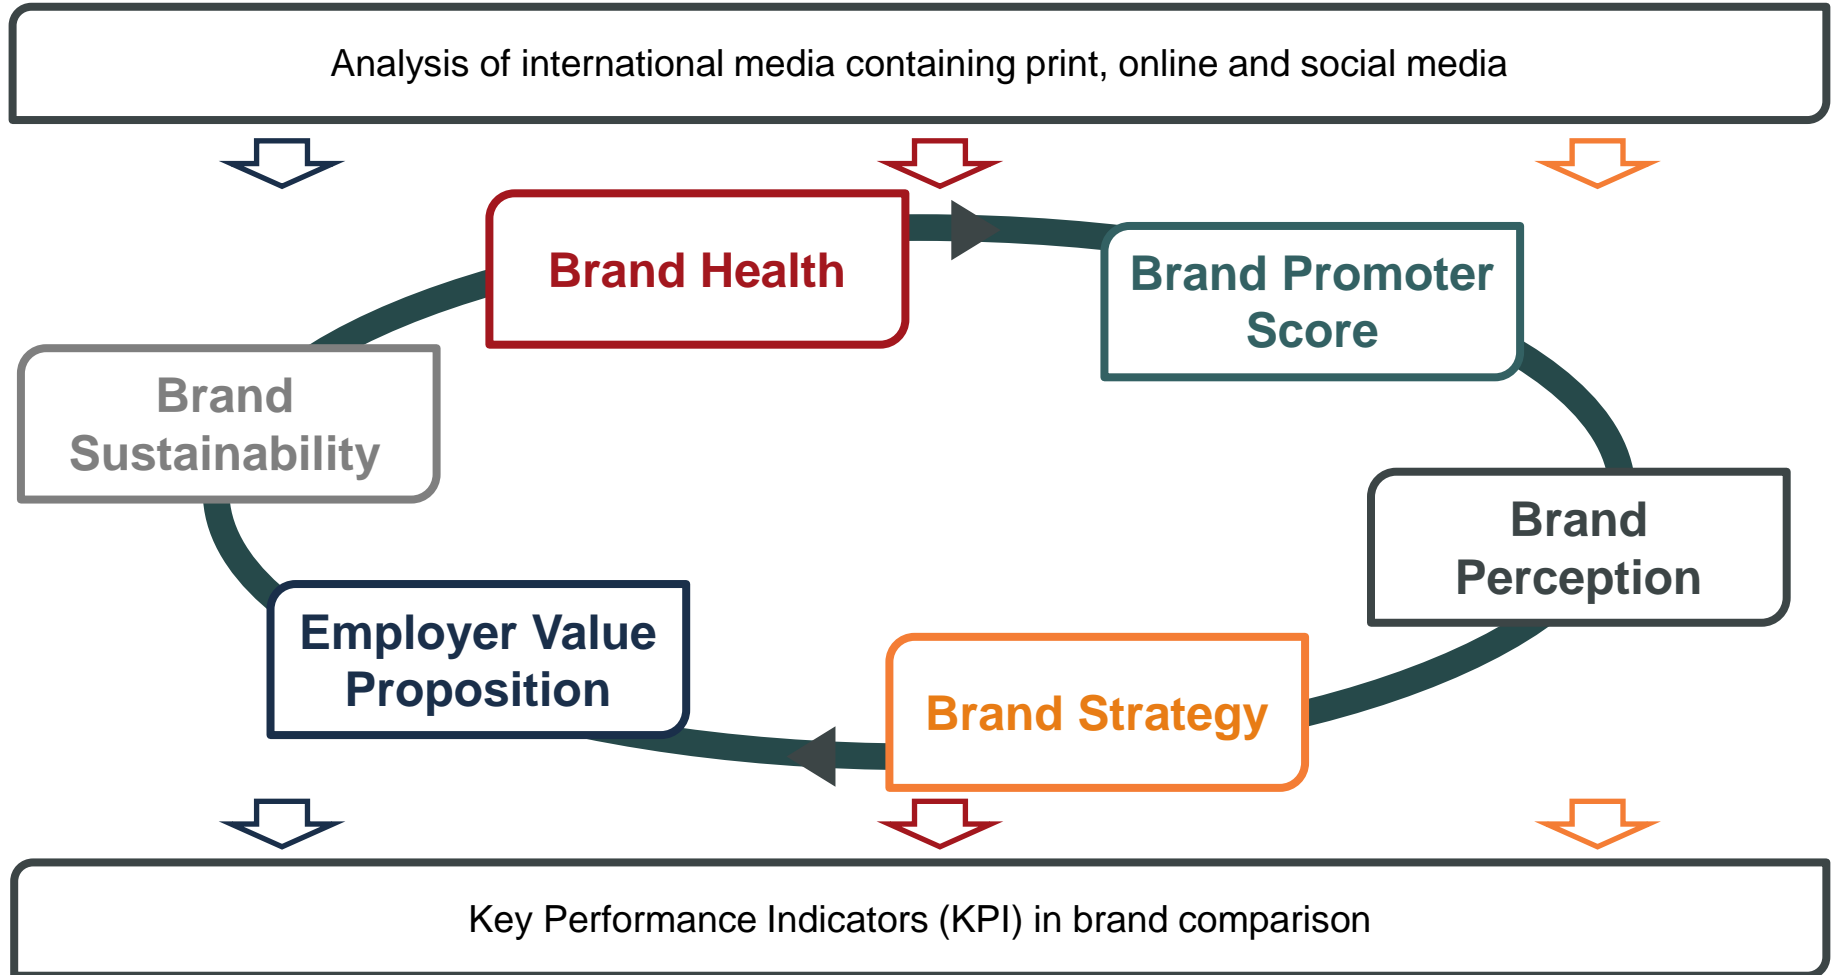 Analysis of international media containing print, online and social media
Brand Health
Brand Promoter
Score
Brand
Sustainability
Brand
Perception
Employer Value
Proposition
Brand Strategy
Key Performance Indicators (KPI) in brand comparison